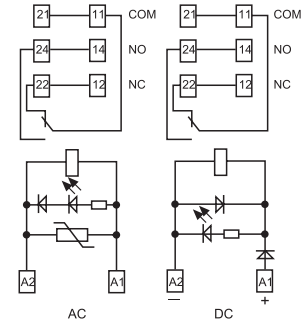 21 11 COM 21 11 COM
24 14 NO 24 14 NO
22 12 NC 22 12 NC
A2 A1 A2 A1
— +
AC DC